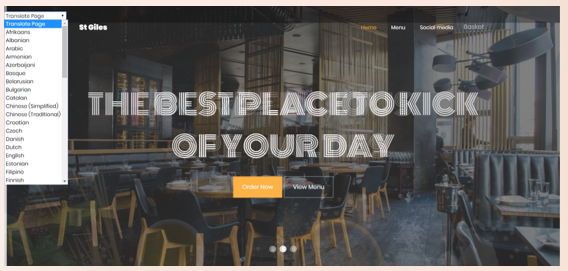 Translate Page
St Giles
Home Menu Social media Basket
Translate Page
Afrikaans
Albanian
Arabic
Armenian
Azerbaijani
Basque
Belarusian
Bulgarian
Catalan
Chinese (Simplified)
Chinese (Traditional)
Croatian
Czech
Danish
Dutch
English
Estonian
Filipino
Finnish
THE BEST PLACE TO KICK
OF YOUR DAY
Order Now View Menu